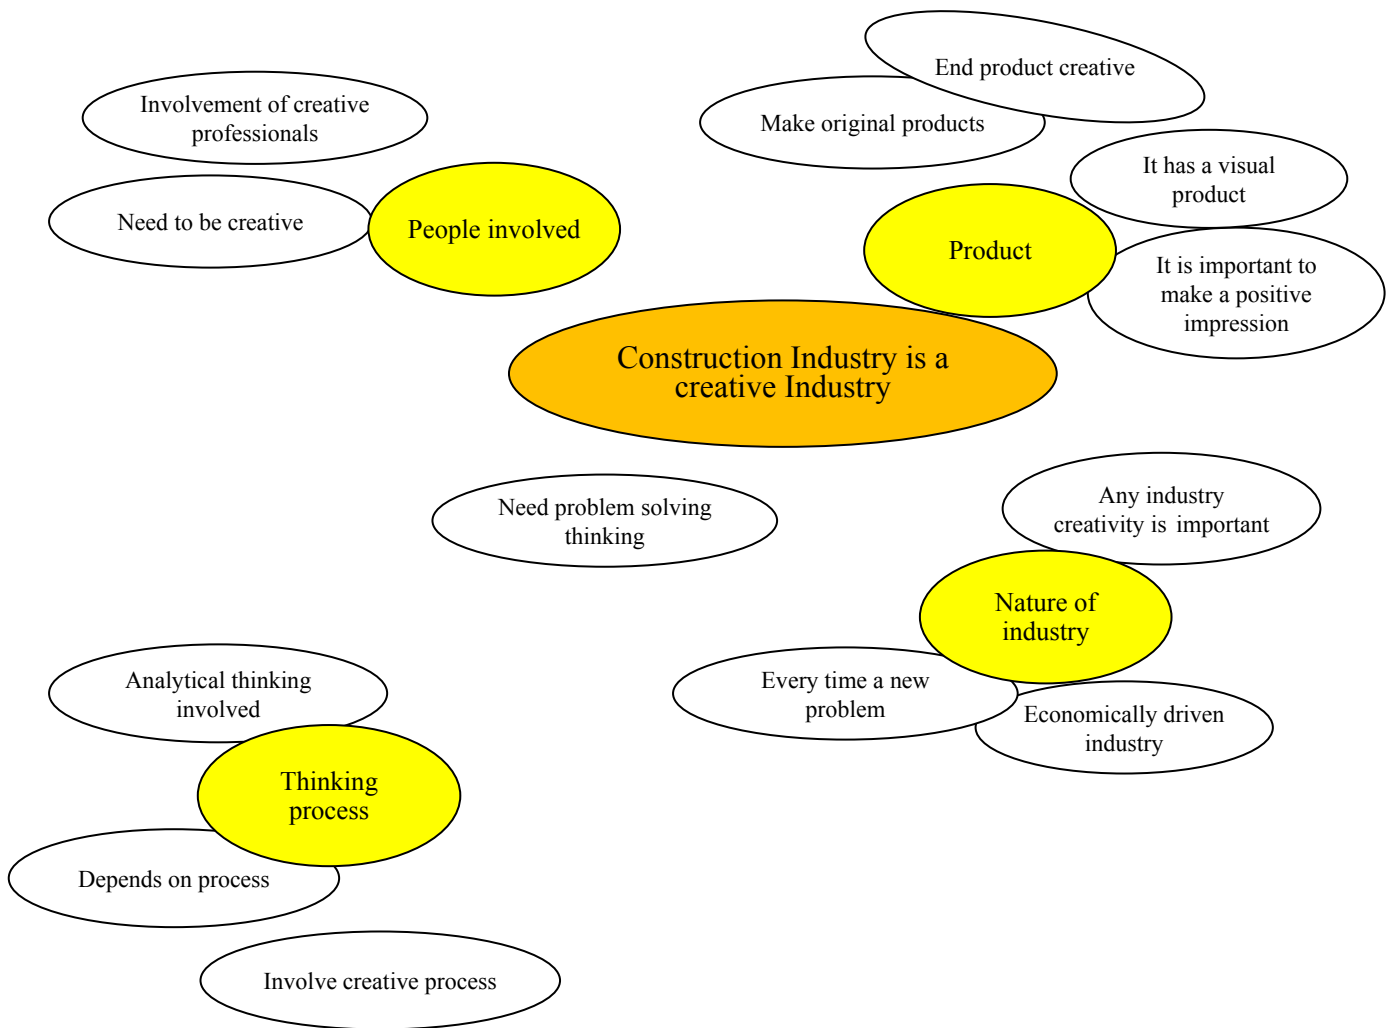 End product creative
Involvement of creative
professionals
Make original products
It has a visual
product
Need to be creative
People involved
Product
It is important to
make a positive
impression
Construction Industry is a
creative Industry
Need problem solving
thinking
Any industry
creativity is important
Nature of
industry
Analytical thinking
involved
Every time a new
problem
Economically driven
industry
Thinking
process
Depends on process
Involve creative process